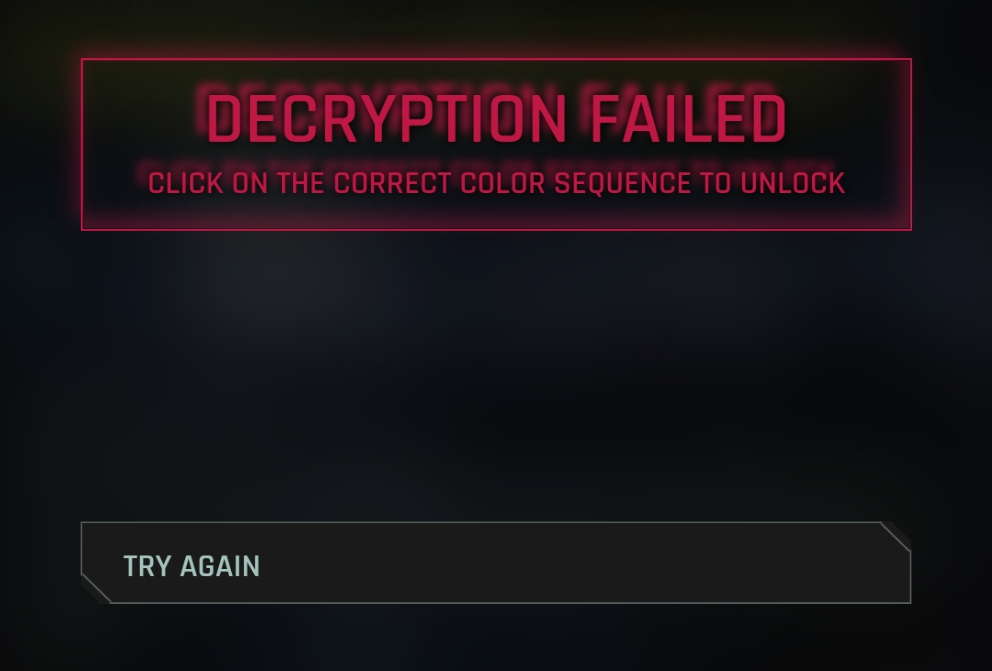 DECRYPTION FAILED
CLICK ON THE CORRECT COLOR SEQUENCE TO UNLOCK
TRY AGAIN